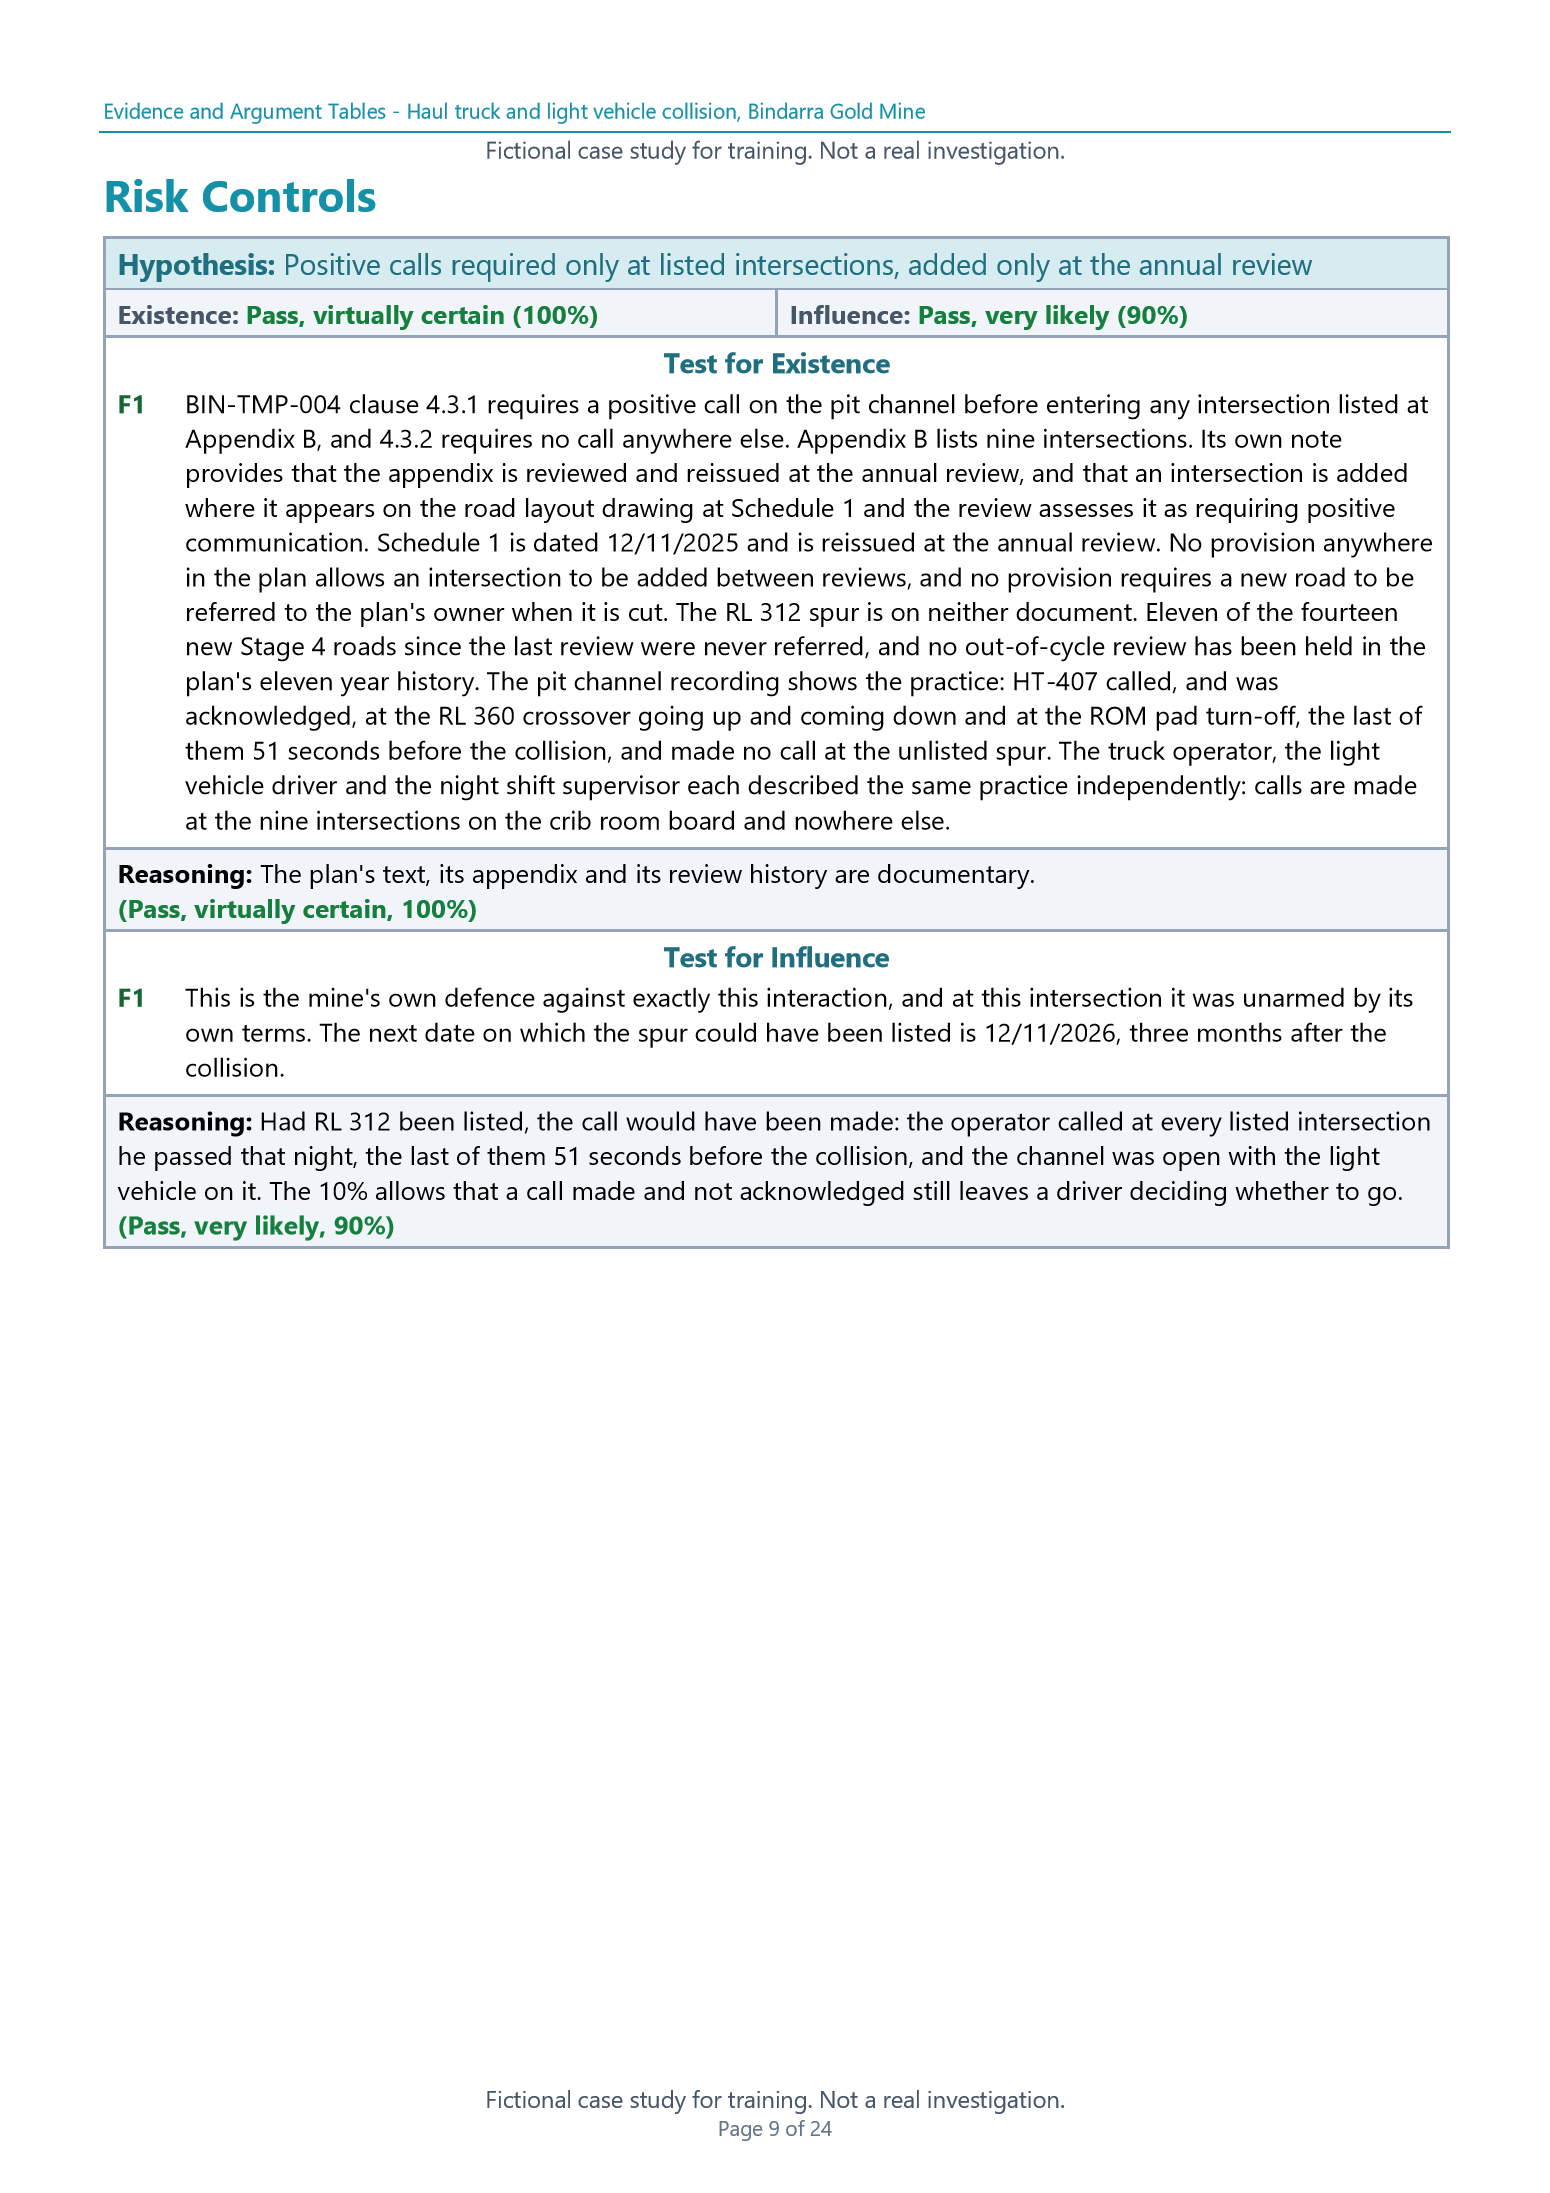 Evidence and Argument Tables - Haul truck and light vehicle collision, Bindarra Gold Mine
Fictional case study for training. Not a real investigation.
Risk Controls
Hypothesis: Positive calls required only at listed intersections, added only at the annual review
Existence: Pass, virtually certain (100%)
Influence: Pass, very likely (90%)
Test for Existence
F1 BIN-TMP-004 clause 4.3.1 requires a positive call on the pit channel before entering any intersection listed at
Appendix B, and 4.3.2 requires no call anywhere else. Appendix B lists nine intersections. Its own note
provides that the appendix is reviewed and reissued at the annual review, and that an intersection is added
where it appears on the road layout drawing at Schedule 1 and the review assesses it as requiring positive
communication. Schedule 1 is dated 12/11/2025 and is reissued at the annual review. No provision anywhere
in the plan allows an intersection to be added between reviews, and no provision requires a new road to be
referred to the plan's owner when it is cut. The RL 312 spur is on neither document. Eleven of the fourteen
new Stage 4 roads since the last review were never referred, and no out-of-cycle review has been held in the
plan's eleven year history. The pit channel recording shows the practice: HT-407 called, and was
acknowledged, at the RL 360 crossover going up and coming down and at the ROM pad turn-off, the last of
them 51 seconds before the collision, and made no call at the unlisted spur. The truck operator, the light
vehicle driver and the night shift supervisor each described the same practice independently: calls are made
at the nine intersections on the crib room board and nowhere else.
Reasoning: The plan's text, its appendix and its review history are documentary.
(Pass, virtually certain, 100%)
Test for Influence
F1 This is the mine's own defence against exactly this interaction, and at this intersection it was unarmed by its
own terms. The next date on which the spur could have been listed is 12/11/2026, three months after the
collision.
Reasoning: Had RL 312 been listed, the call would have been made: the operator called at every listed intersection
he passed that night, the last of them 51 seconds before the collision, and the channel was open with the light
vehicle on it. The 10% allows that a call made and not acknowledged still leaves a driver deciding whether to go.
(Pass, very likely, 90%)
Fictional case study for training. Not a real investigation.
Page 9 of 24